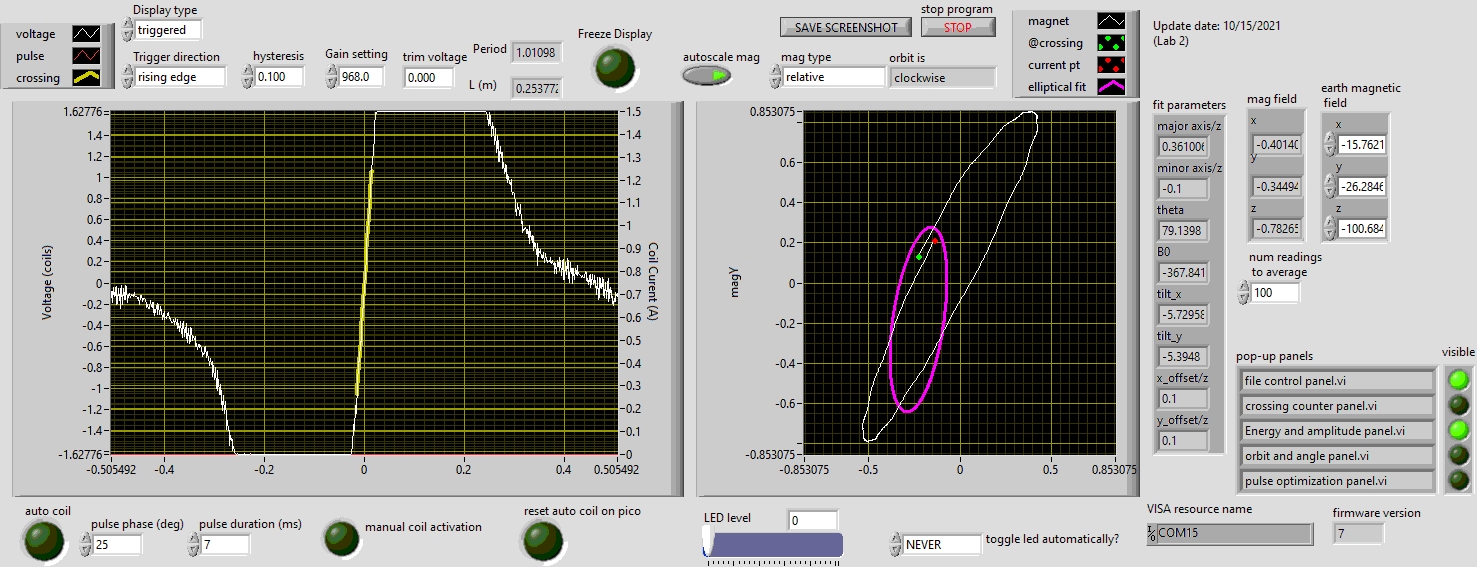 voltage
pulse
crossing
Display type
triggered
Trigger direction
rising edge
hysteresis
0.100
Gain setting
968.0
trim voltage
0.000
Period
1.01098
L (m)
0.253772
Freeze Display
autoscale mag
SAVE SCREENSHOT
stop program
STOP
mag type
relative
orbit is
clockwise
magnet
@crossing
current pt
elliptical fit
Update date: 10/15/2021
(Lab 2)
Voltage (coils)
1.62776
1.4
1.2
1
0.8
0.6
0.4
0.2
0
-0.2
-0.4
-0.6
-0.8
-1
-1.2
-1.4
-1.62776
-0.505492
-0.2
0
0.2
0.4
0.505492
1.5
1.4
1.3
1.2
1.1
1
0.9
0.8
0.7
0.6
0.5
0.4
0.3
0.2
0.1
0
Coil Current (A)
magY
0.853075
0.6
0.4
0.2
0
-0.2
-0.4
-0.6
-0.853075
-0.853075
-0.5
0
0.5
0.853075
fit parameters
major axis/z
0.361006
minor axis/z
-0.1
theta
79.1398
B0
-367.841
tilt_x
-5.72958
tilt_y
-5.3948
x_offset/z
0.1
y_offset/z
0.1
mag field
x
-0.40140
y
-0.34494
z
-0.78265
earth magnetic
field
x
-15.7621
y
-26.2846
z
-100.684
num readings
to average
100
pop-up panels
visible
file control panel.vi
crossing counter panel.vi
Energy and amplitude panel.vi
orbit and angle panel.vi
pulse optimization panel.vi
auto coil
pulse phase (deg)
25
pulse duration (ms)
7
manual coil activation
reset auto coil on pico
LED level
0
NEVER
toggle led automatically?
VISA resource name
COM15
firmware version
7